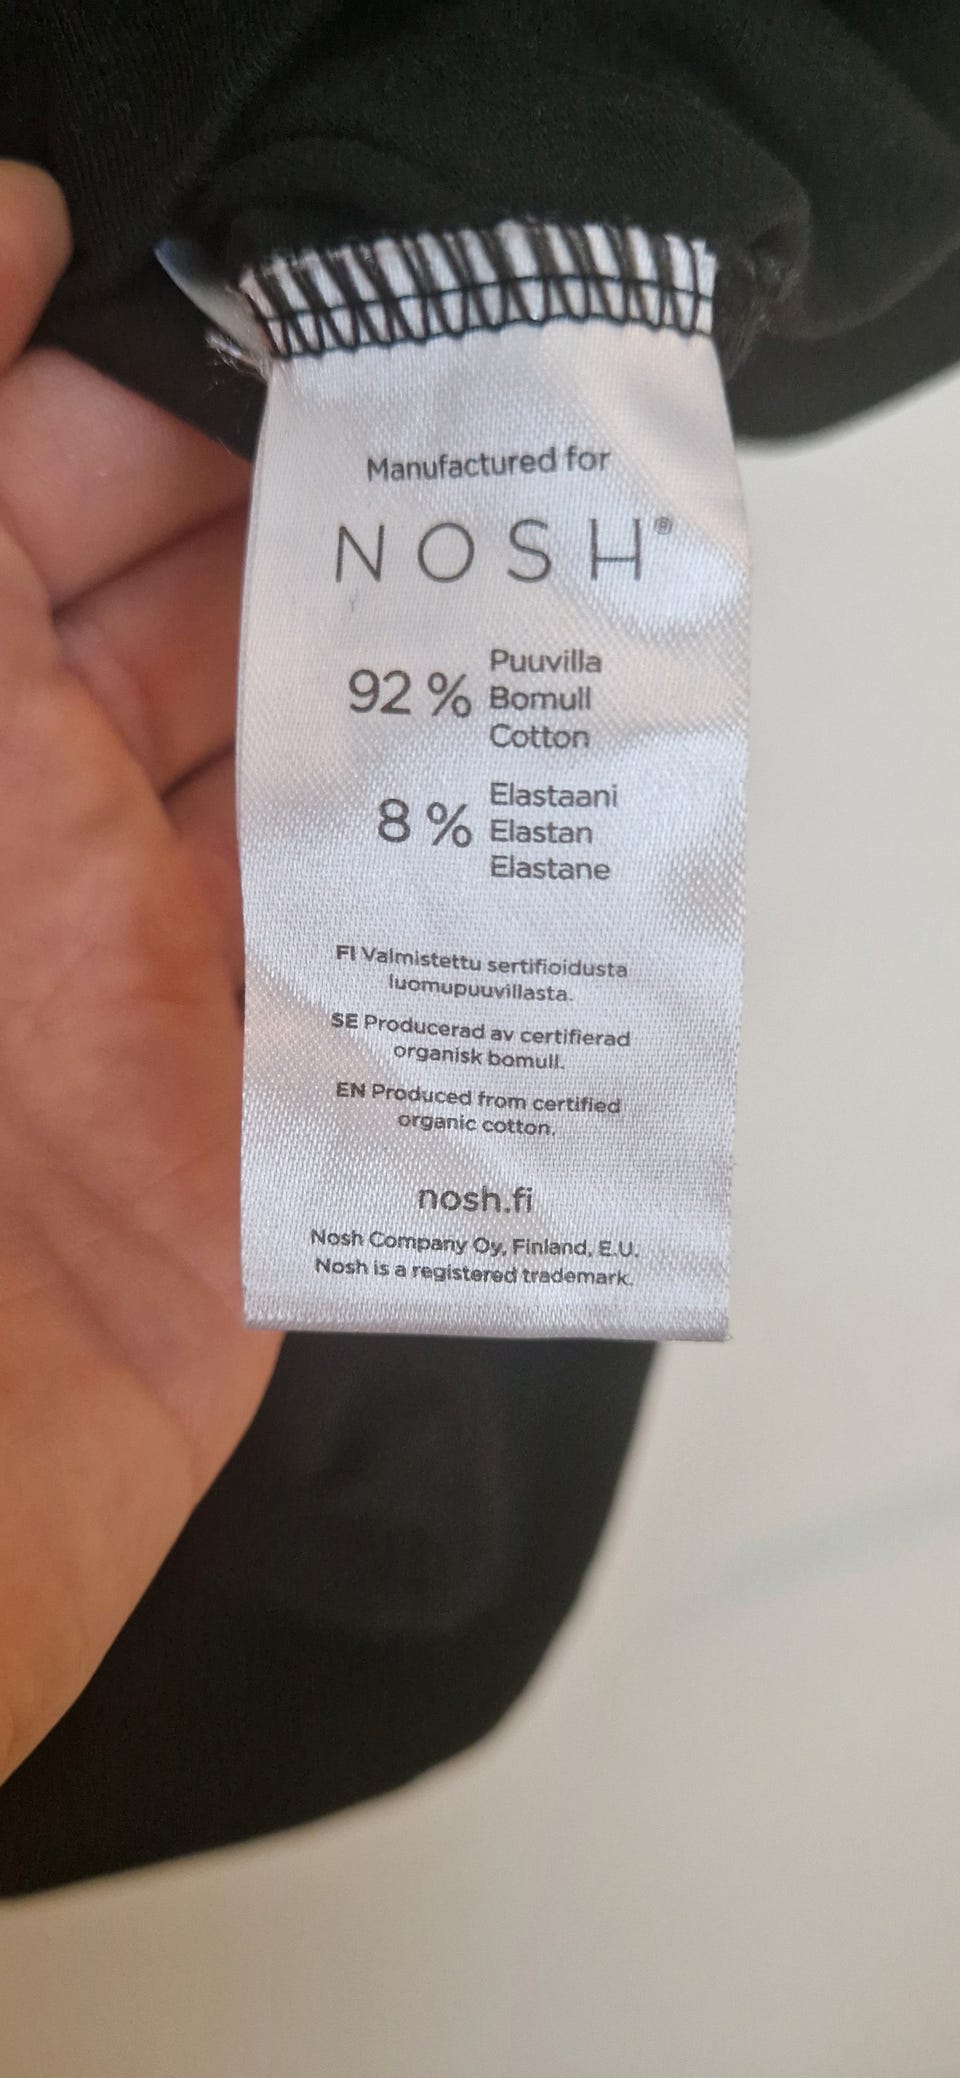 Manufactured for
NOSH®
92 % Puuvilla
Bomull
Cotton
8 % Elastaani
Elastan
Elastane
FI Valmistettu sertifioidusta
luomupuuvillasta.
SE Producerad av certifierad
organisk bomull.
EN Produced from certified
organic cotton.
nosh.fi
Nosh Company Oy, Finland, E.U.
Nosh is a registered trademark.